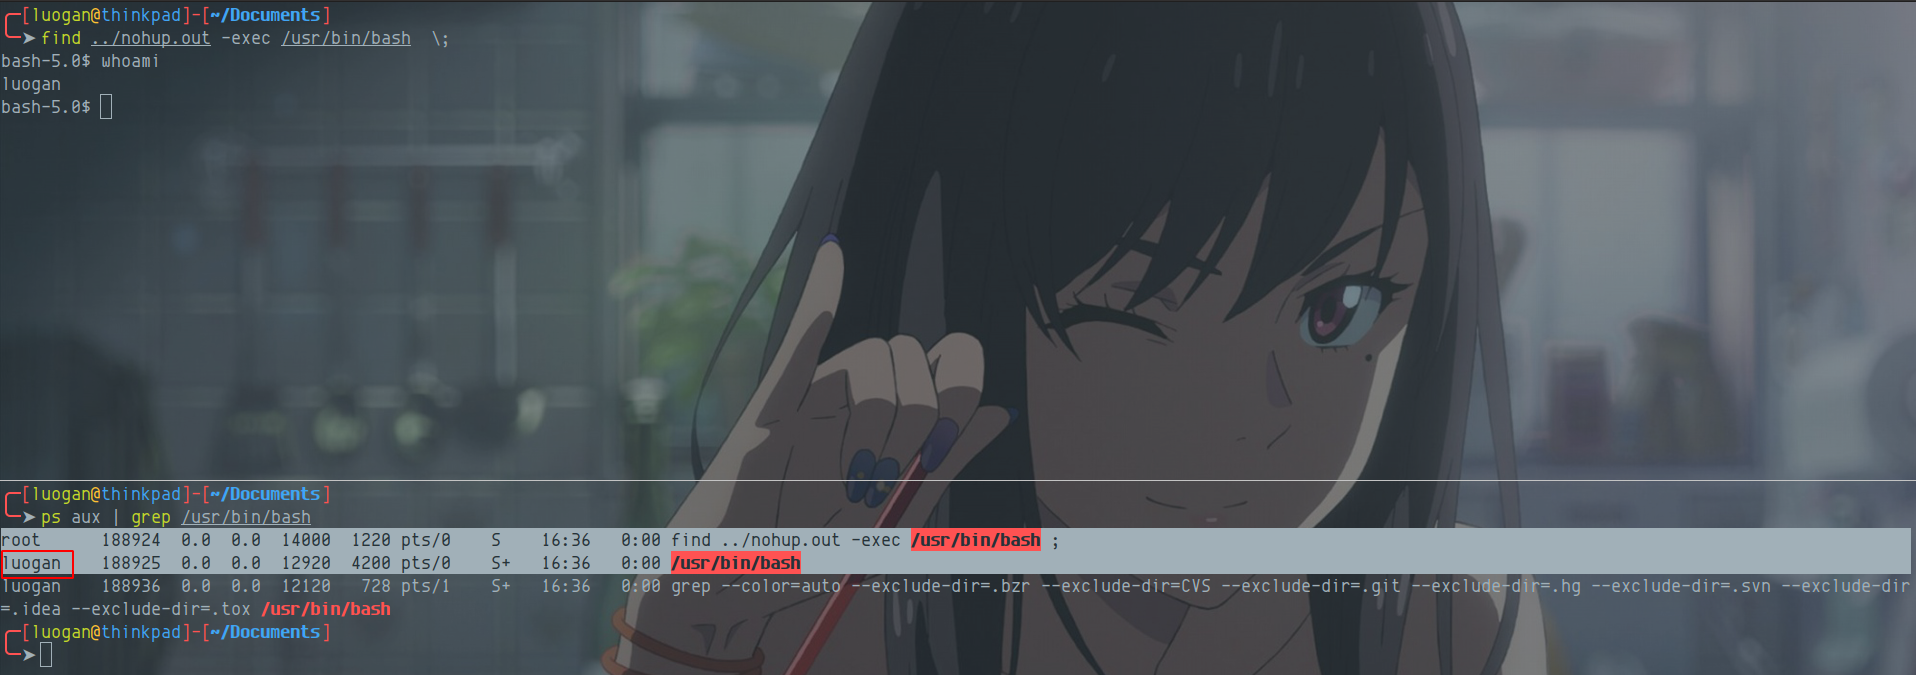 [luogan@thinkpad]-[~/Documents]
➤ find ../nohup.out -exec /usr/bin/bash  \;
bash-5.0$ whoami
luogan
bash-5.0$
[luogan@thinkpad]-[~/Documents]
➤ ps aux | grep /usr/bin/bash
root      188924  0.0  0.0  14000  1220 pts/0    S    16:36   0:00 find ../nohup.out -exec /usr/bin/bash ;
luogan    188925  0.0  0.0  12920  4200 pts/0    S+   16:36   0:00 /usr/bin/bash
luogan    188936  0.0  0.0  12120   728 pts/1    S+   16:36   0:00 grep --color=auto --exclude-dir=.bzr --exclude-dir=CVS --exclude-dir=.git --exclude-dir=.hg --exclude-dir=.svn --exclude-dir
=.idea --exclude-dir=.tox /usr/bin/bash
[luogan@thinkpad]-[~/Documents]
➤